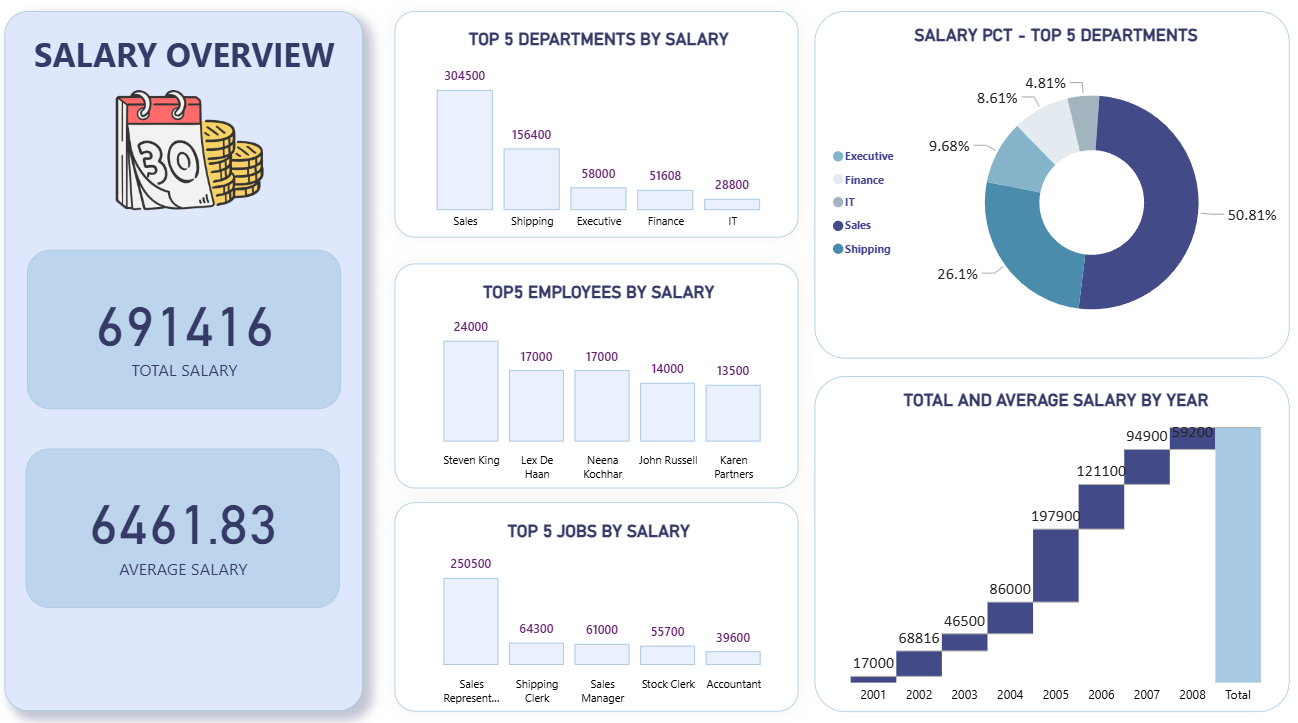 SALARY OVERVIEW
30
691416
TOTAL SALARY
6461.83
AVERAGE SALARY
TOP 5 DEPARTMENTS BY SALARY
304500
156400
58000
51608
28800
Sales
Shipping
Executive
Finance
IT
TOP5 EMPLOYEES BY SALARY
24000
17000
17000
14000
13500
Steven King
Lex De
Haan
Neena
Kochhar
John Russell
Karen
Partners
TOP 5 JOBS BY SALARY
250500
64300
61000
55700
39600
Sales
Represent...
Shipping
Clerk
Sales
Manager
Stock Clerk
Accountant
SALARY PCT - TOP 5 DEPARTMENTS
4.81%
8.61%
9.68%
26.1%
50.81%
Executive
Finance
IT
Sales
Shipping
TOTAL AND AVERAGE SALARY BY YEAR
17000
68816
46500
86000
197900
121100
94900
59200
2001
2002
2003
2004
2005
2006
2007
2008
Total